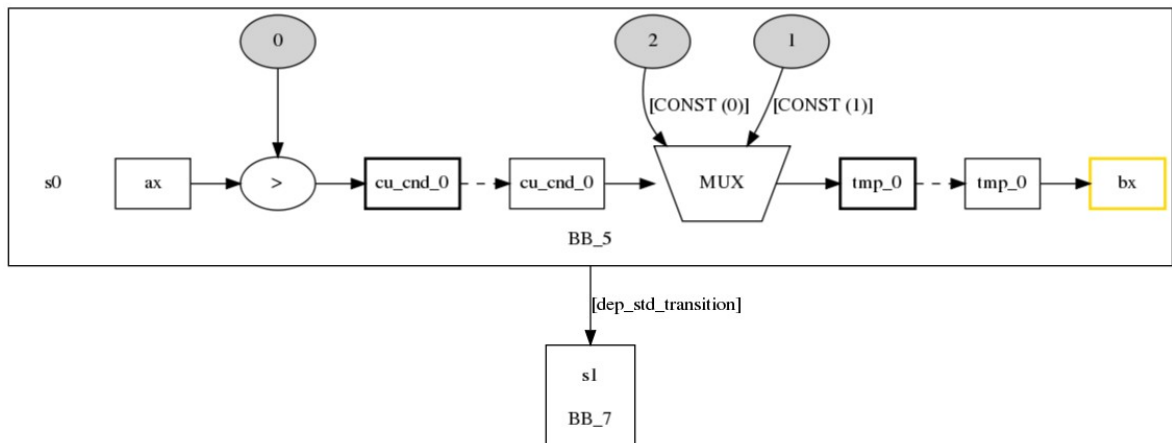 0
2
1
[CONST (0)]
[CONST (1)]
s0
ax
>
cu_cnd_0
cu_cnd_0
MUX
tmp_0
tmp_0
bx
BB_5
[dep_std_transition]
s1
BB_7